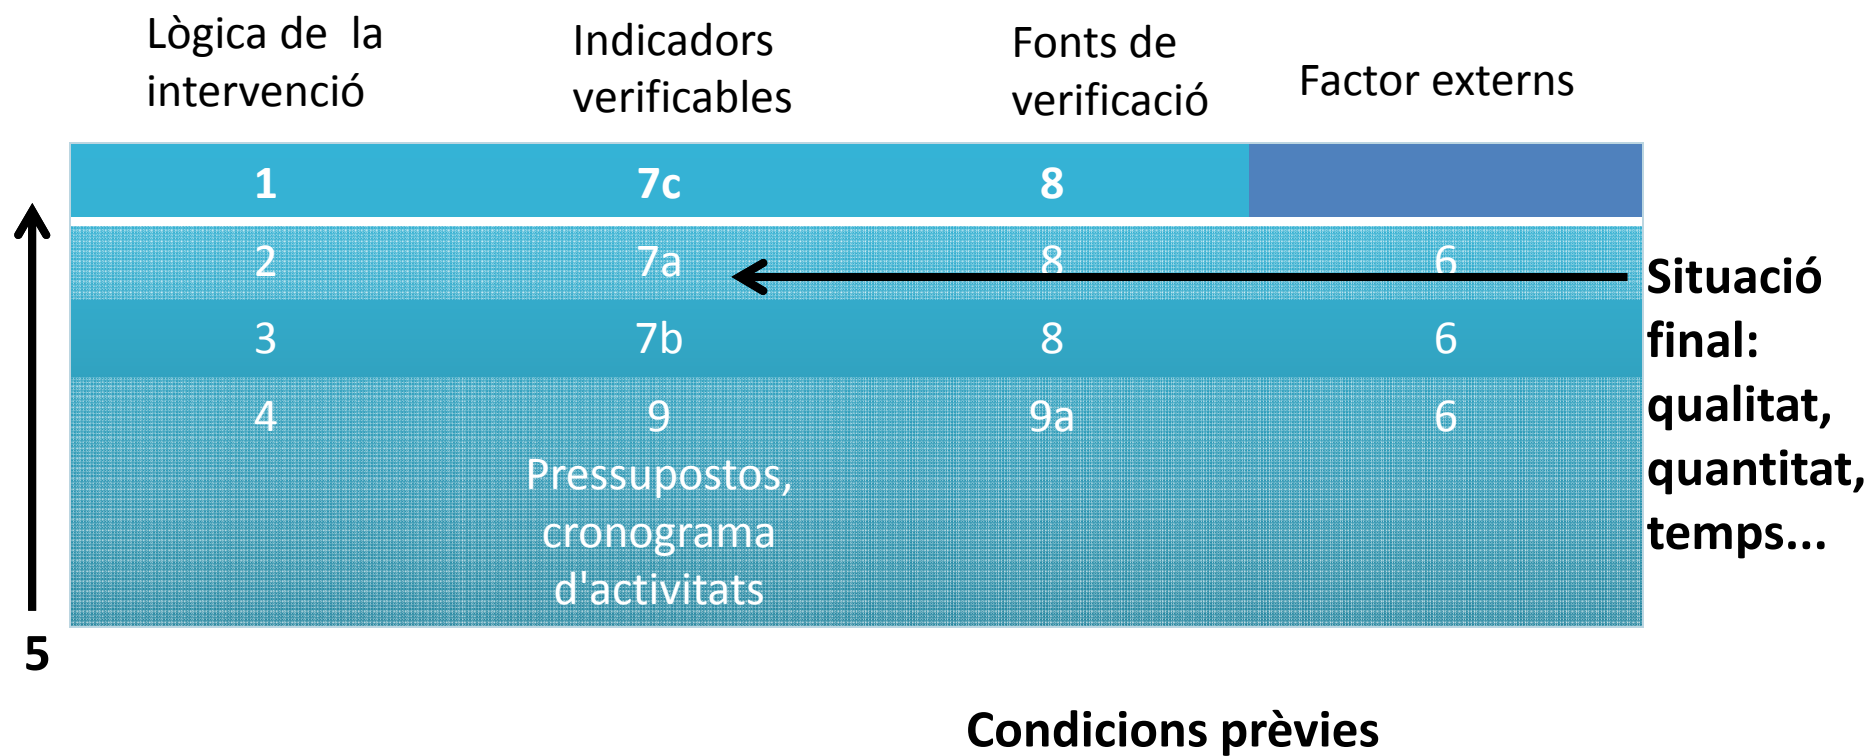 Lògica de la
intervenció
Indicadors
verificables
Fonts de
verificació
Factor externs
1 7c 8
2 7a 8 6
3 7b 8 6
4 9 9a 6
Pressupostos,
cronograma
d'activitats
Situació
final:
qualitat,
quantitat,
temps...
5
Condicions prèvies